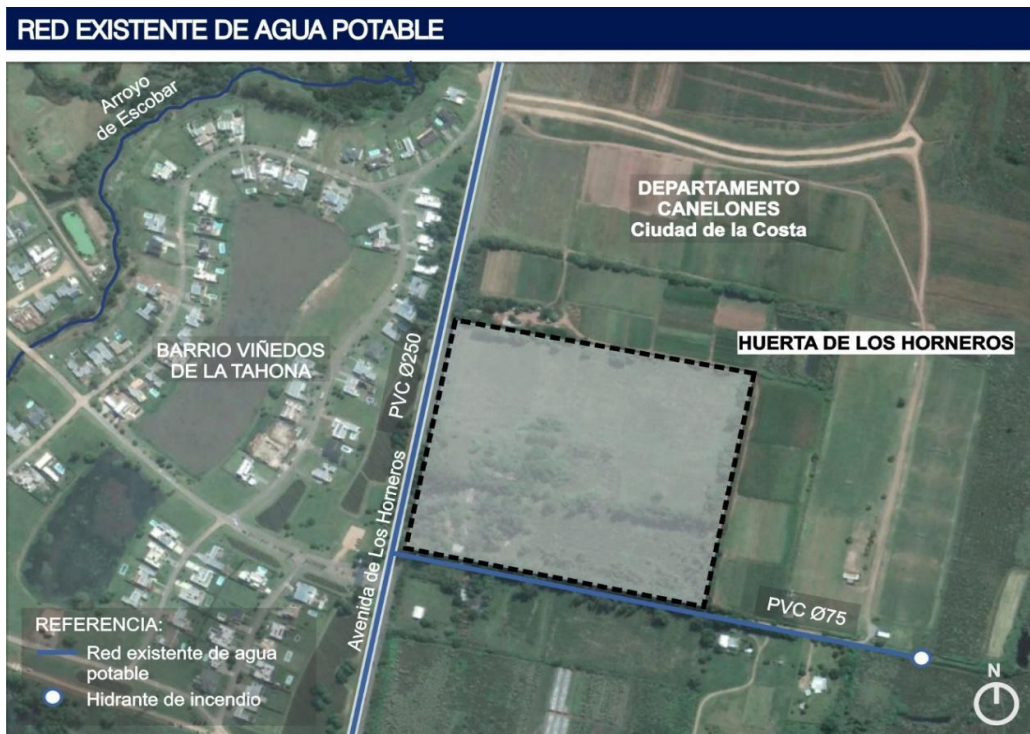 RED EXISTENTE DE AGUA POTABLE
Arroyo
de Escobar
DEPARTAMENTO
CANELONES
Ciudad de la Costa
BARRIO VIÑEDOS
DE LA TAHONA
PVC Ø250
HUERTA DE LOS HORNEROS
Avenida de Los Horneros
PVC Ø75
REFERENCIA:
Red existente de agua
potable
Hidrante de incendio
N